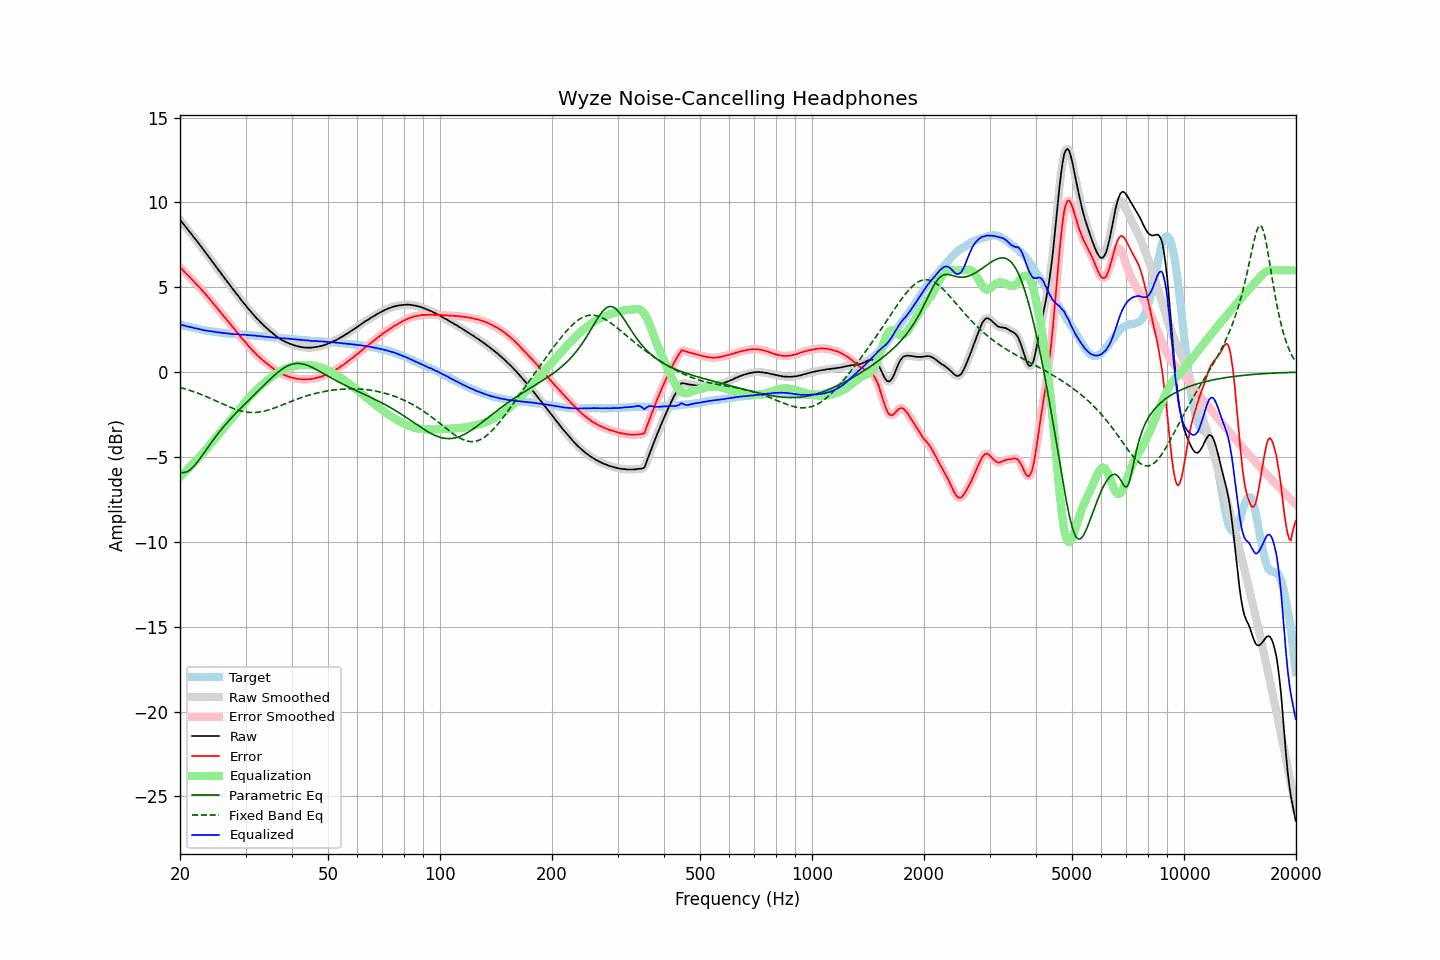 Wyze Noise-Cancelling Headphones
15
10
5
0
−5
−10
−15
−20
−25
Amplitude (dBr)
Target
Raw Smoothed
Error Smoothed
Raw
Error
Equalization
Parametric Eq
Fixed Band Eq
Equalized
20 50 100 200 500 1000 2000 5000 10000 20000
Frequency (Hz)